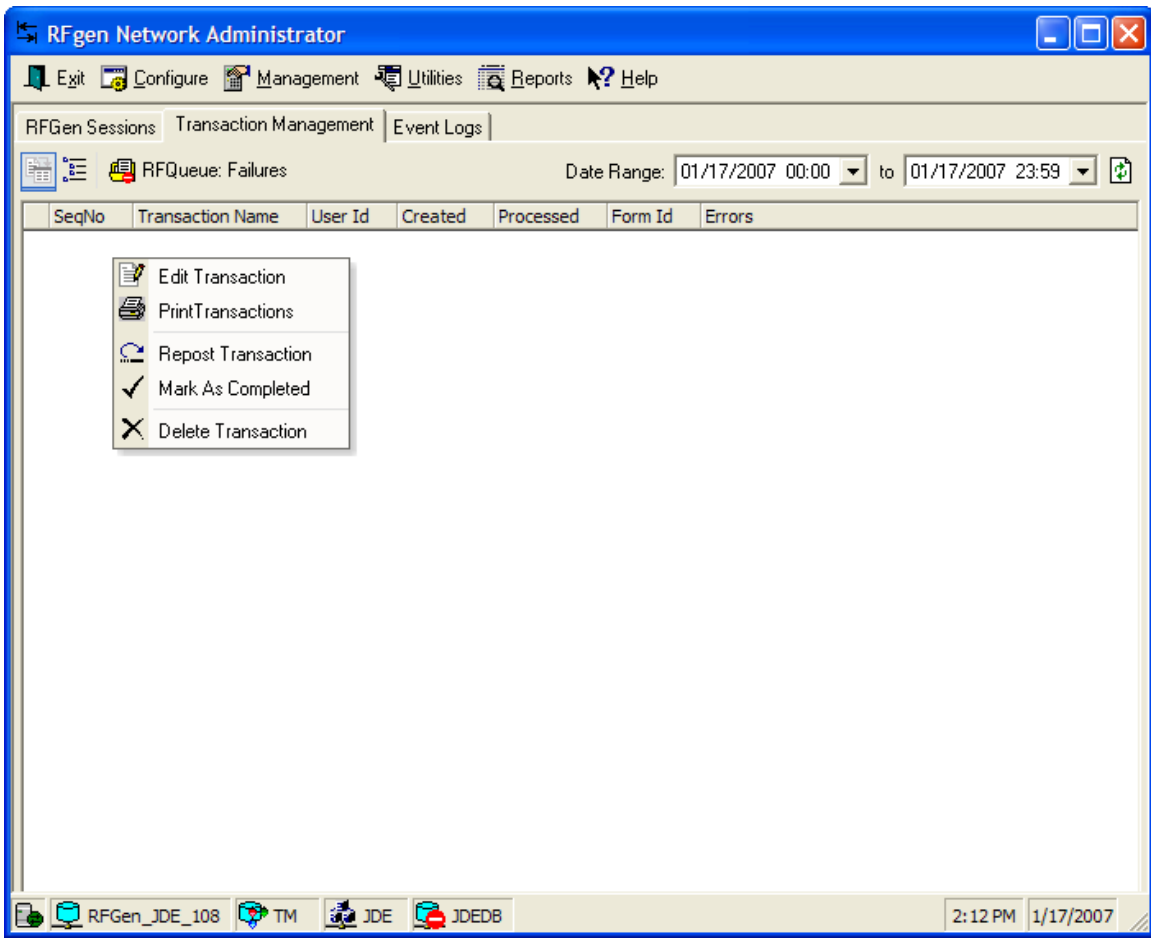 RFgen Network Administrator
Exit Configure Management Utilities Reports Help
RFGen Sessions Transaction Management Event Logs
RFQueue: Failures Date Range: 01/17/2007 00:00 to 01/17/2007 23:59
SeqNo Transaction Name User Id Created Processed Form Id Errors
Edit Transaction
PrintTransactions
Repost Transaction
Mark As Completed
Delete Transaction
RFGen_JDE_108 TM JDE JDEDB 2:12 PM 1/17/2007